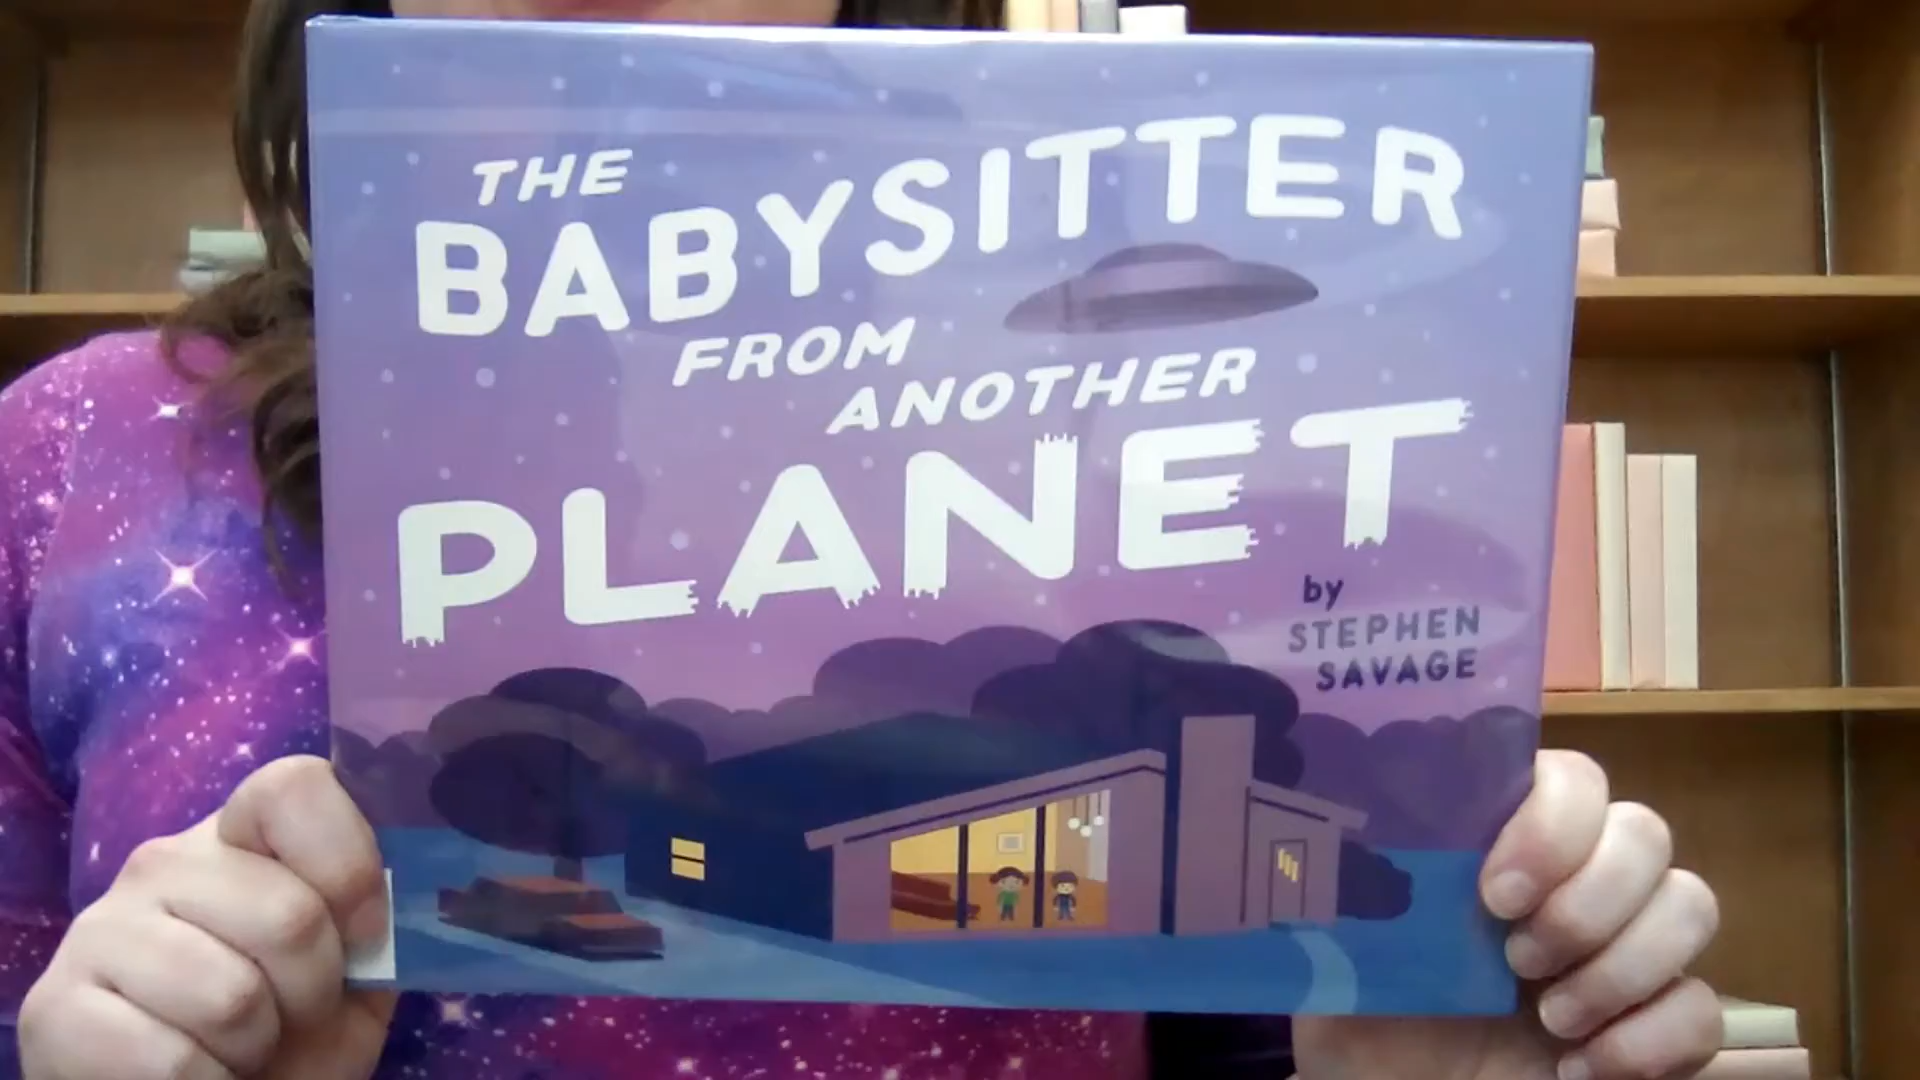 THE
BABYSITTER
FROM
ANOTHER
PLANET
by
STEPHEN
SAVAGE